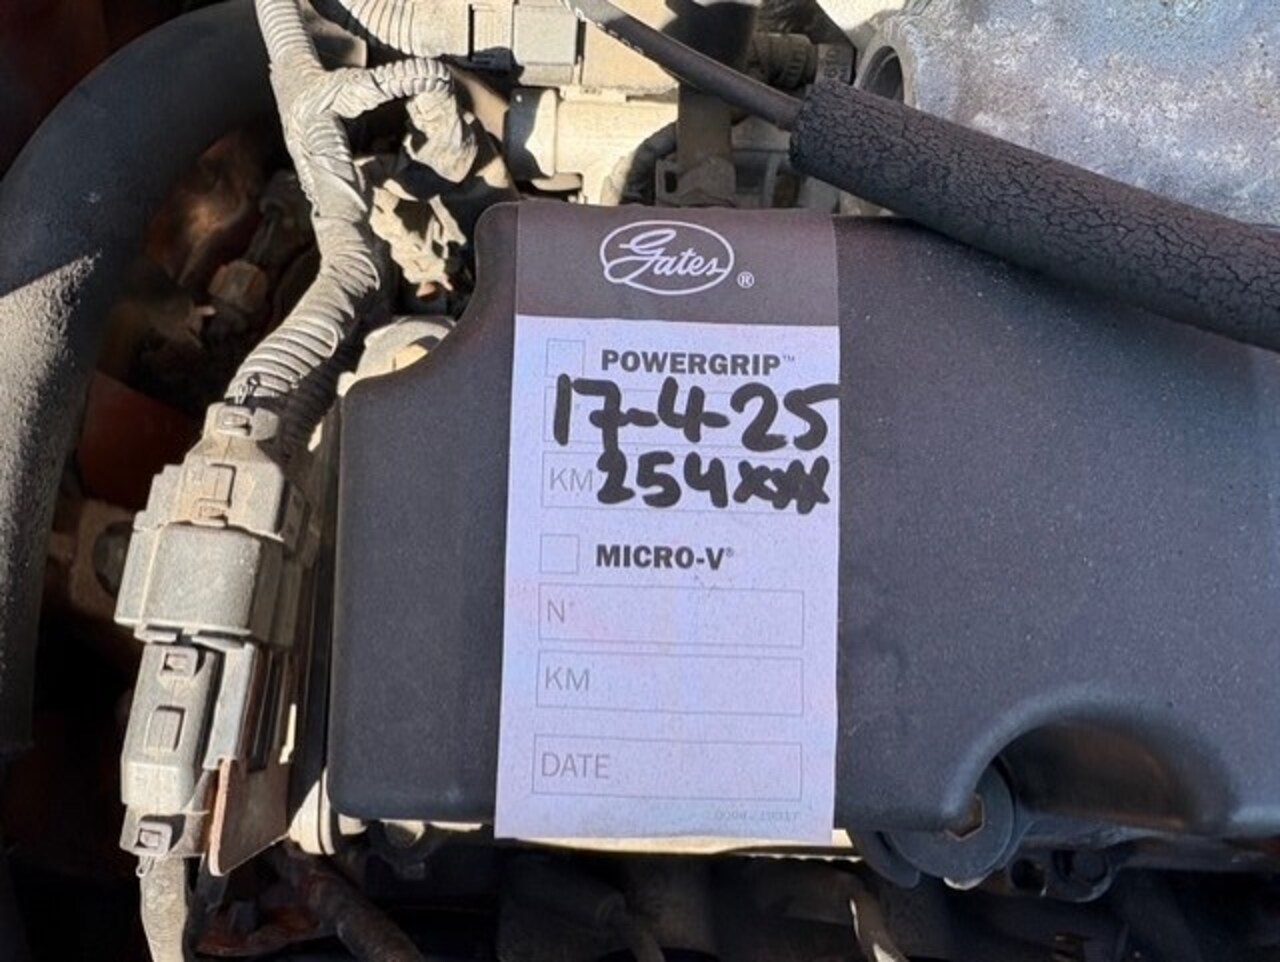 Gates®
POWERGRIP™
17-4-25
KM 254xxx
MICRO-V®
N°
KM
DATE